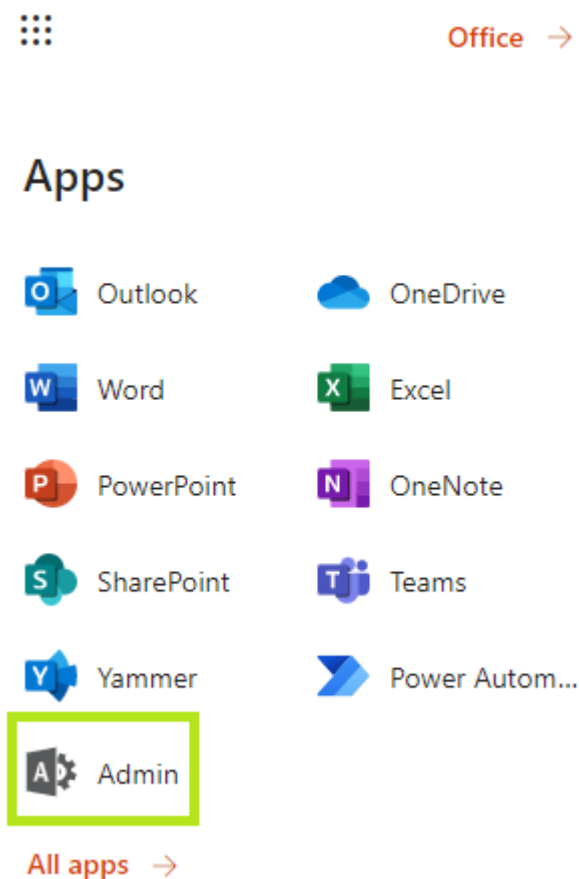 Office →
Apps
Outlook
OneDrive
Word
Excel
PowerPoint
OneNote
SharePoint
Teams
Yammer
Power Autom...
Admin
All apps →